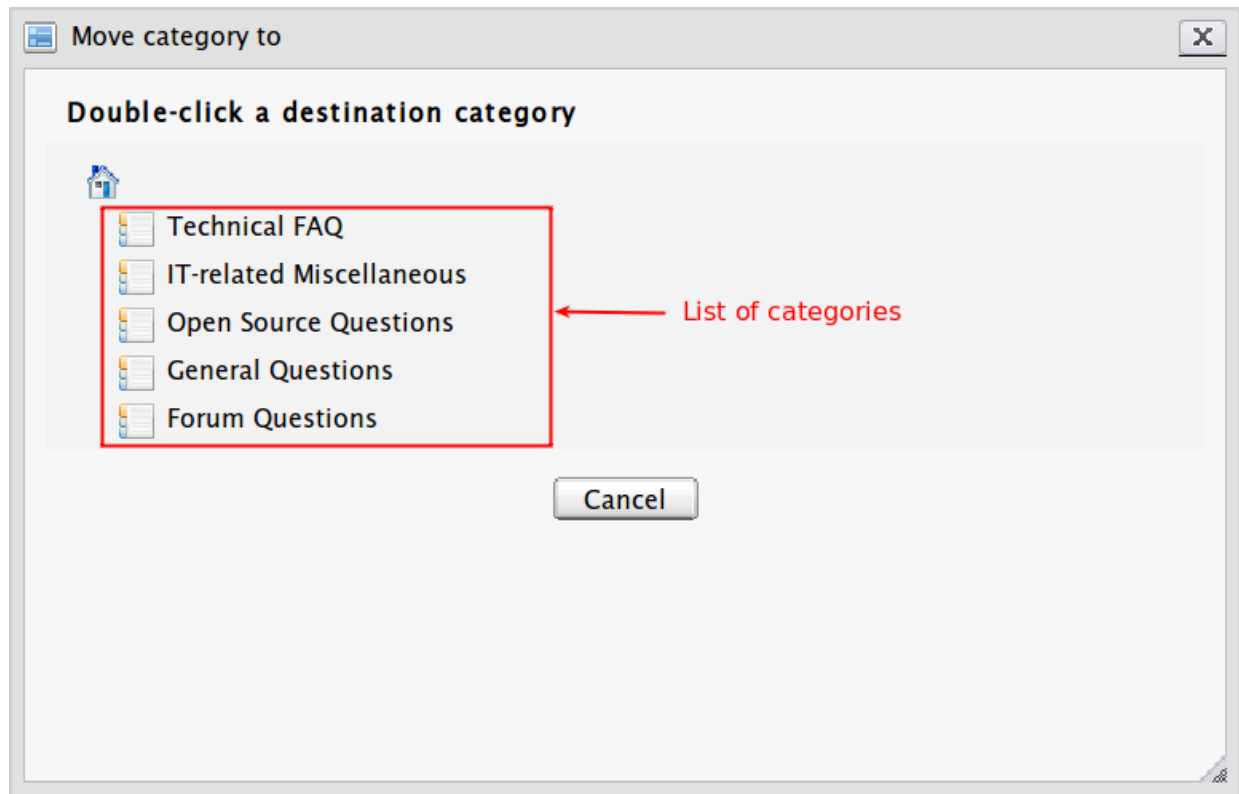 Move category to
X
Double-click a destination category
Technical FAQ
IT-related Miscellaneous
Open Source Questions
List of categories
General Questions
Forum Questions
Cancel